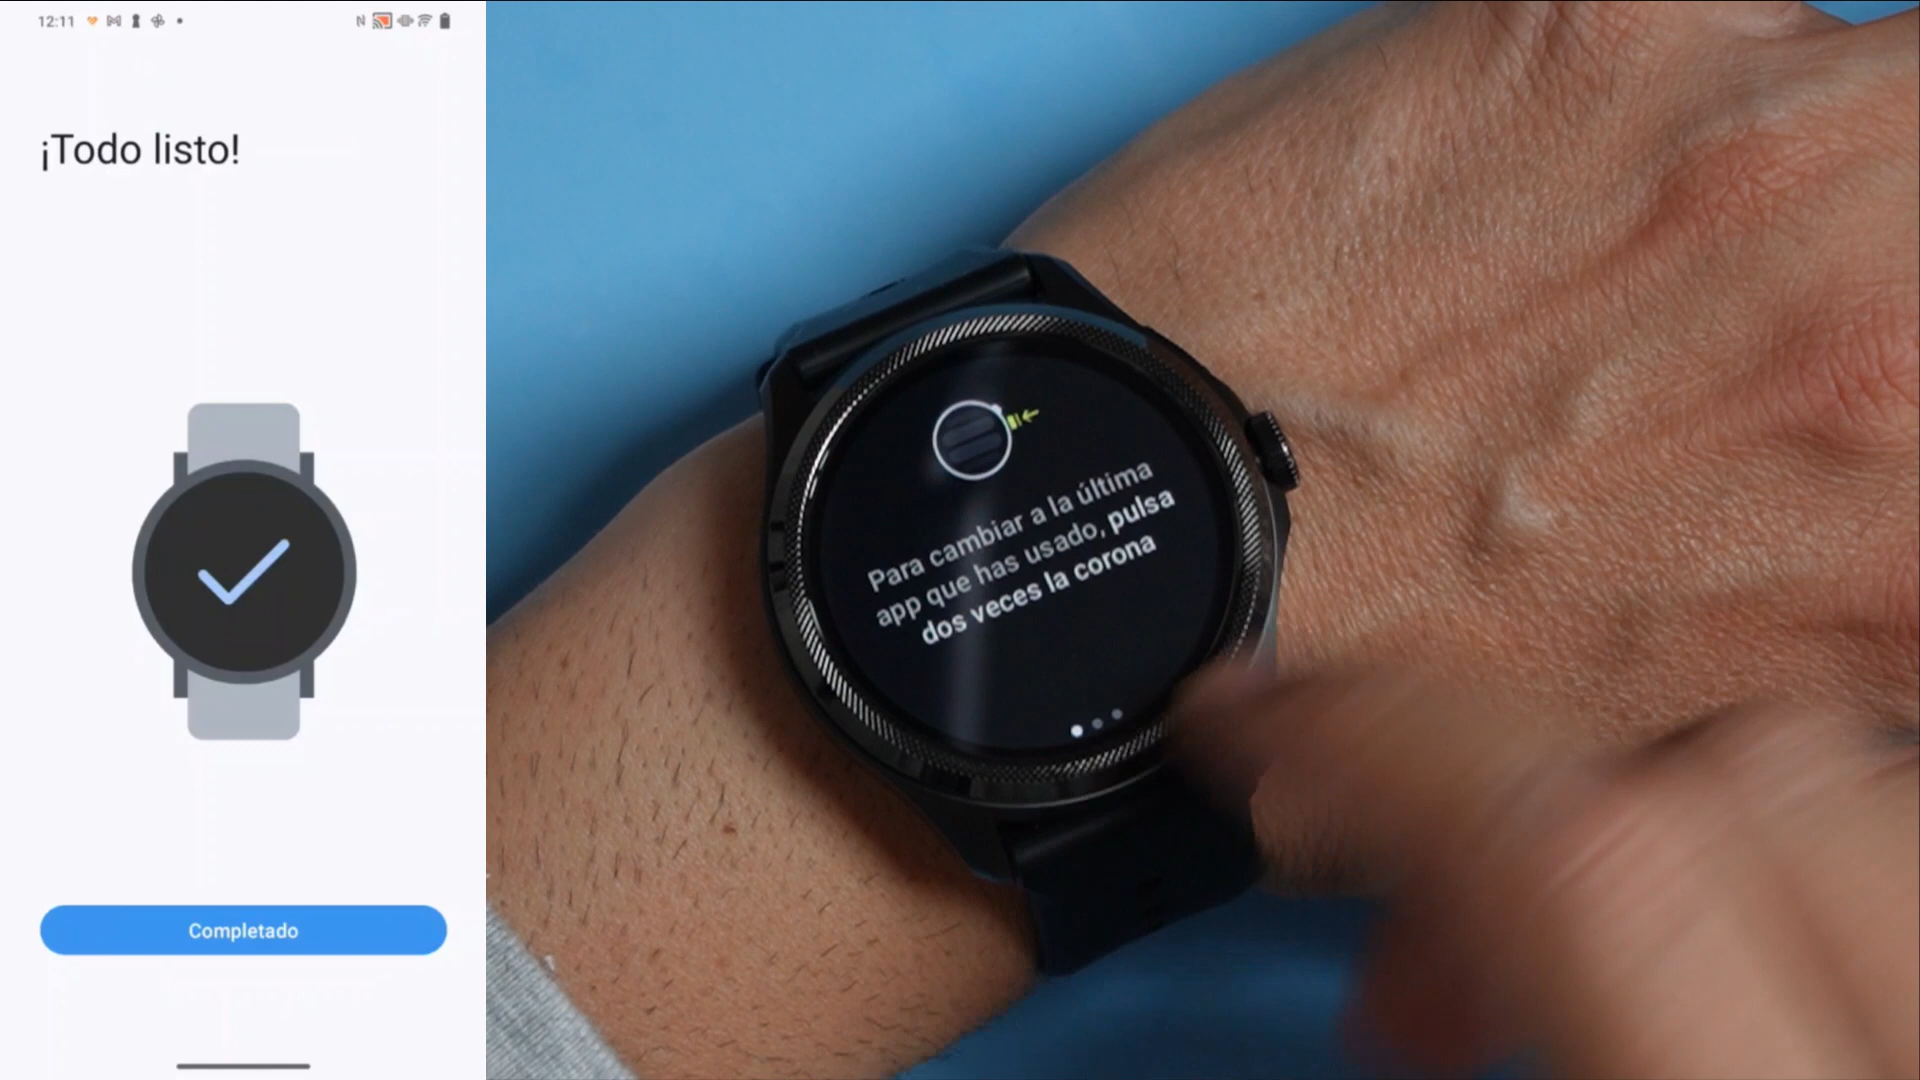 12:11
¡Todo listo!
Completado
Para cambiar a la última
app que has usado, pulsa
dos veces la corona